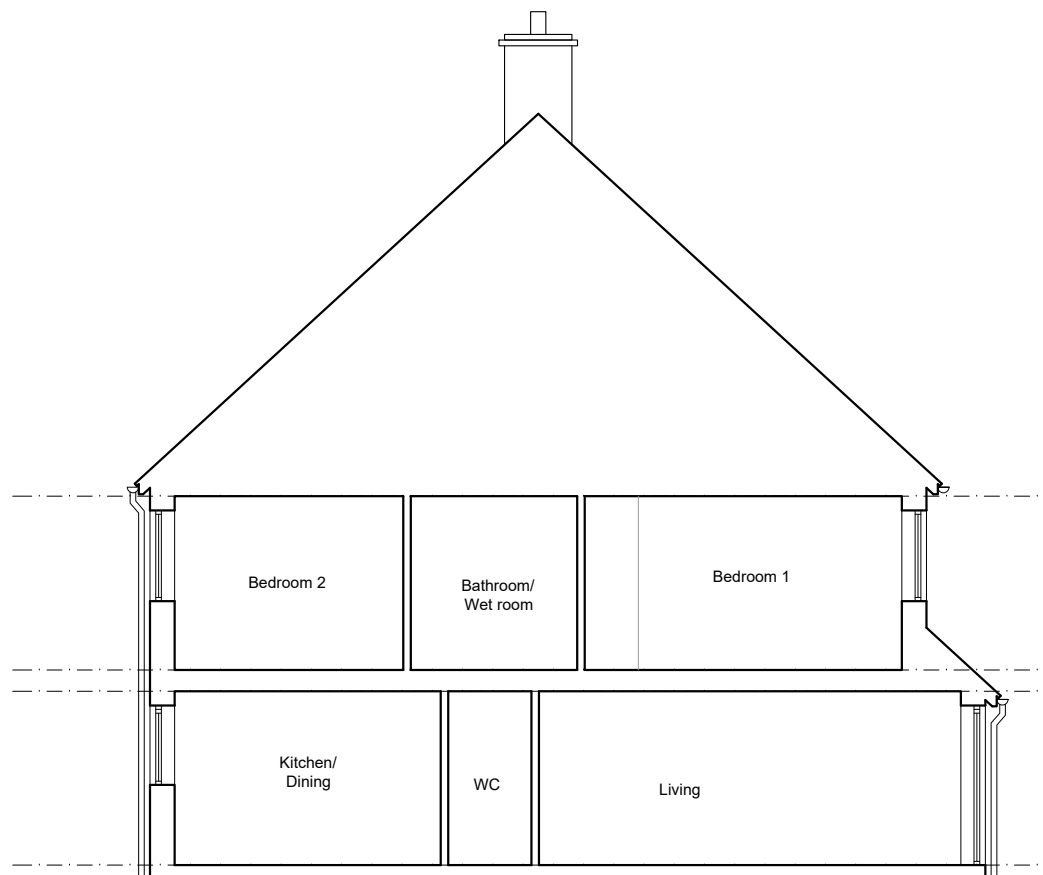 Bedroom 2
Bathroom/
Wet room
Bedroom 1
Kitchen/
Dining
WC
Living